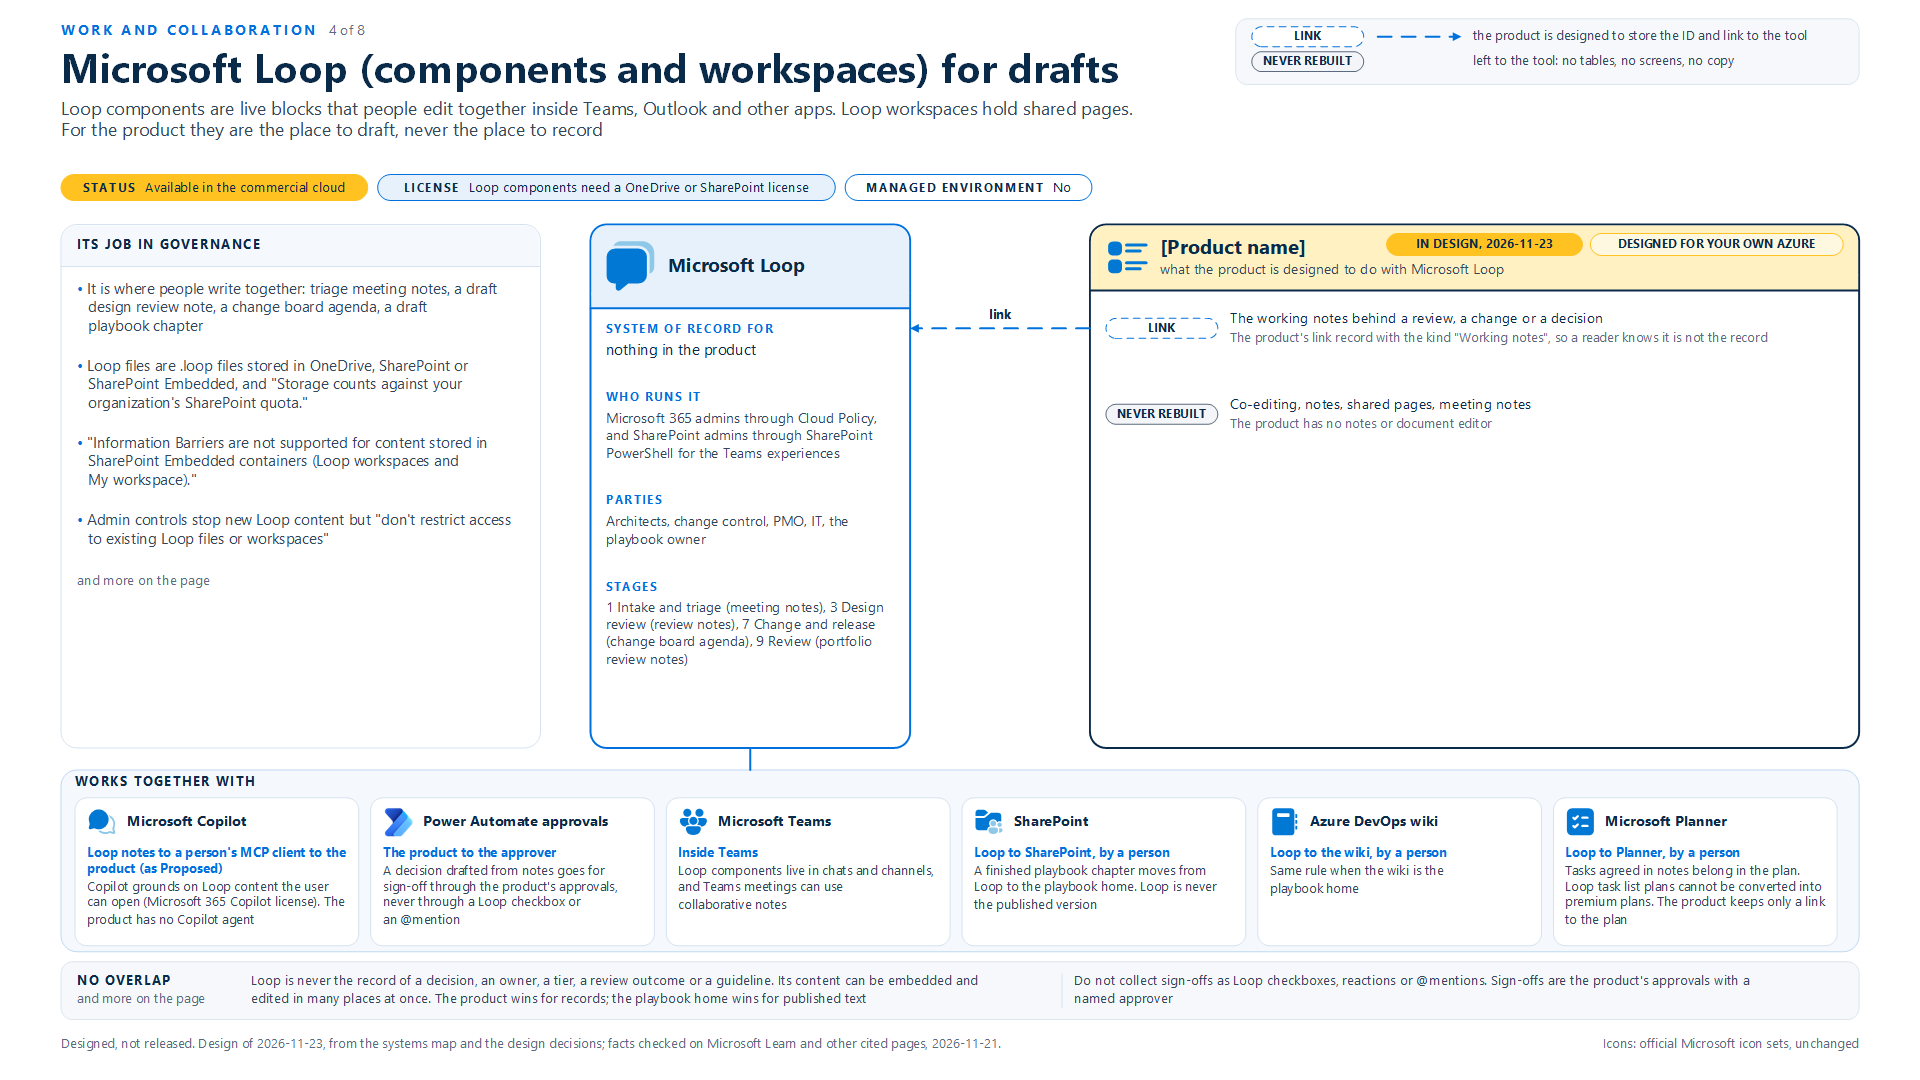 WORK AND COLLABORATION 4 of 8
Microsoft Loop (components and workspaces) for drafts
Loop components are live blocks that people edit together inside Teams, Outlook and other apps. Loop workspaces hold shared pages.
For the product they are the place to draft, never the place to record
LINK the product is designed to store the ID and link to the tool
NEVER REBUILT left to the tool: no tables, no screens, no copy
STATUS Available in the commercial cloud
LICENSE Loop components need a OneDrive or SharePoint license
MANAGED ENVIRONMENT No
ITS JOB IN GOVERNANCE
• It is where people write together: triage meeting notes, a draft
design review note, a change board agenda, a draft
playbook chapter
• Loop files are .loop files stored in OneDrive, SharePoint or
SharePoint Embedded, and "Storage counts against your
organization's SharePoint quota."
• "Information Barriers are not supported for content stored in
SharePoint Embedded containers (Loop workspaces and
My workspace)."
• Admin controls stop new Loop content but "don't restrict access
to existing Loop files or workspaces"
and more on the page
Microsoft Loop
SYSTEM OF RECORD FOR
nothing in the product
WHO RUNS IT
Microsoft 365 admins through Cloud Policy,
and SharePoint admins through SharePoint
PowerShell for the Teams experiences
PARTIES
Architects, change control, PMO, IT, the
playbook owner
STAGES
1 Intake and triage (meeting notes), 3 Design
review (review notes), 7 Change and release
(change board agenda), 9 Review (portfolio
review notes)
link
[Product name]
IN DESIGN, 2026-11-23
DESIGNED FOR YOUR OWN AZURE
what the product is designed to do with Microsoft Loop
LINK
The working notes behind a review, a change or a decision
The product's link record with the kind "Working notes", so a reader knows it is not the record
NEVER REBUILT
Co-editing, notes, shared pages, meeting notes
The product has no notes or document editor
WORKS TOGETHER WITH
Microsoft Copilot
Loop notes to a person's MCP client to the
product (as Proposed)
Copilot grounds on Loop content the user
can open (Microsoft 365 Copilot license). The
product has no Copilot agent
Power Automate approvals
The product to the approver
A decision drafted from notes goes for
sign-off through the product's approvals,
never through a Loop checkbox or
an @mention
Microsoft Teams
Inside Teams
Loop components live in chats and channels,
and Teams meetings can use
collaborative notes
SharePoint
Loop to SharePoint, by a person
A finished playbook chapter moves from
Loop to the playbook home. Loop is never
the published version
Azure DevOps wiki
Loop to the wiki, by a person
Same rule when the wiki is the
playbook home
Microsoft Planner
Loop to Planner, by a person
Tasks agreed in notes belong in the plan.
Loop task list plans cannot be converted into
premium plans. The product keeps only a link
to the plan
NO OVERLAP
and more on the page
Loop is never the record of a decision, an owner, a tier, a review outcome or a guideline. Its content can be embedded and
edited in many places at once. The product wins for records; the playbook home wins for published text
Do not collect sign-offs as Loop checkboxes, reactions or @mentions. Sign-offs are the product's approvals with a
named approver
Designed, not released. Design of 2026-11-23, from the systems map and the design decisions; facts checked on Microsoft Learn and other cited pages, 2026-11-21.
Icons: official Microsoft icon sets, unchanged